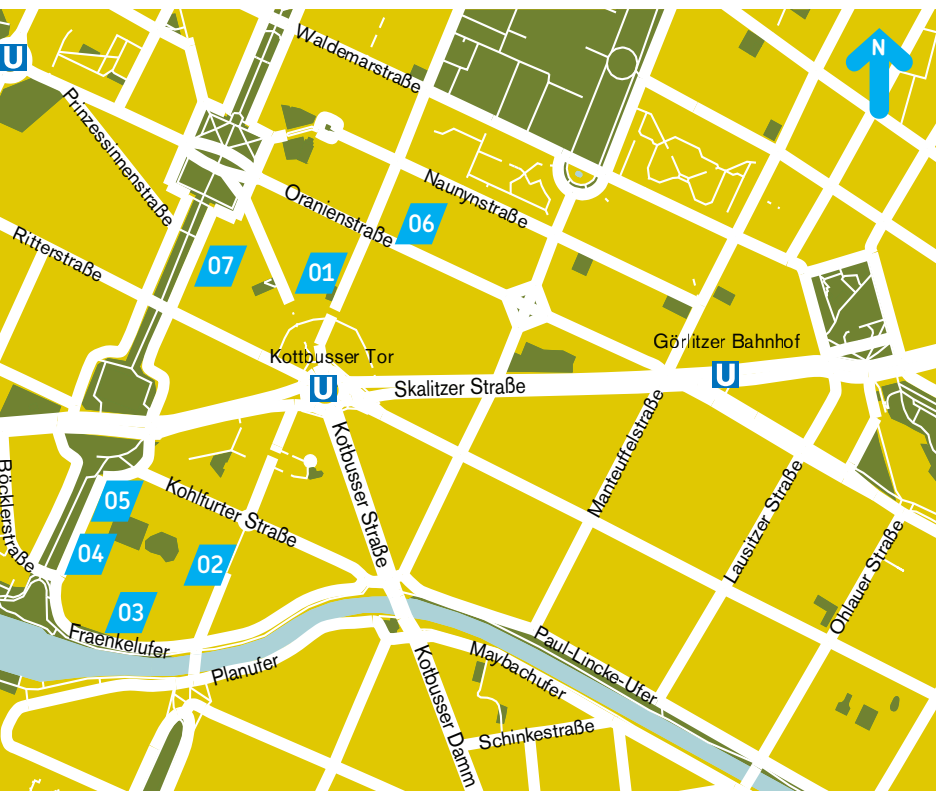 Waldemarstraße
N
U
Prinzessinnenstraße
Naunynstraße
Oranienstraße
06
Ritterstraße
07
01
Görlitzer Bahnhof
Kottbusser Tor
U
U
Skalitzer Straße
Manteuffelstraße
Kotbusser Straße
Böcklerstraße
Kohlfurter Straße
Lausitzer Straße
05
Ohlauer Straße
04
02
03
Fraenkelufer
Paul-Lincke-Ufer
Planufer
Maybachufer
Kotbusser Damm
Schinkestraße